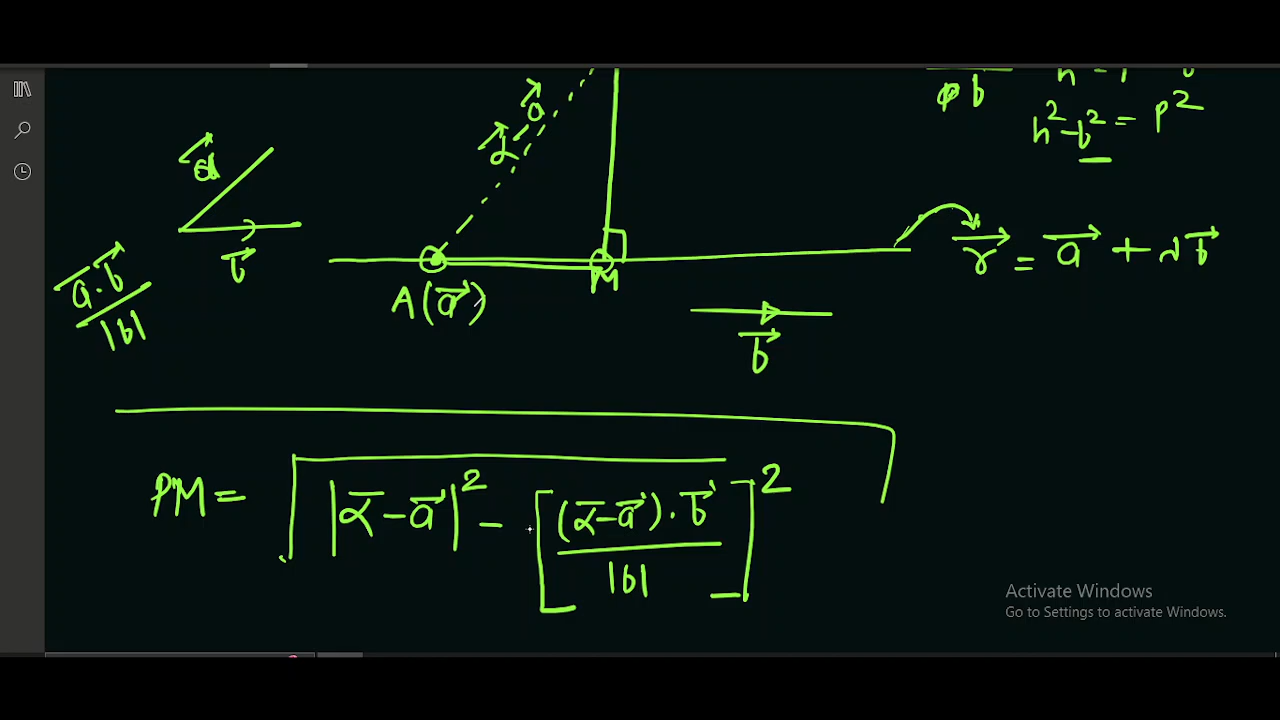 b
h²-b²= p²
α⃗-a⃗
a⃗
b⃗
a⃗.b⃗/|b|
A(a⃗)
M
r⃗ = a⃗ + λb⃗
b⃗
PM= √|α⃗-a⃗|² - [(α⃗-a⃗).b⃗/|b|]²
Activate Windows
Go to Settings to activate Windows.